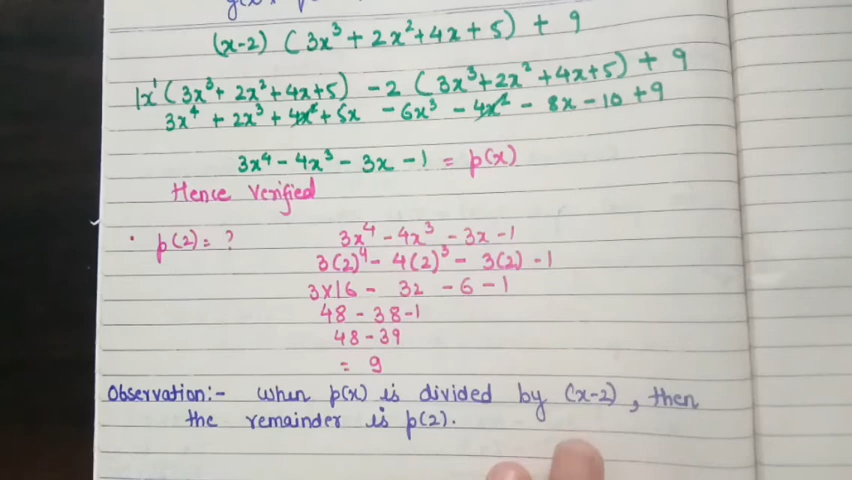 (x-2) (3x³ + 2x² + 4x + 5) + 9
1x¹ (3x³ + 2x² + 4x + 5) - 2 (3x³ + 2x² + 4x + 5) + 9
3x⁴ + 2x³ + 4x² + 5x - 6x³ - 4x² - 8x - 10 + 9
3x⁴ - 4x³ - 3x - 1 = p(x)
Hence Verified
• p(2) = ? 3x⁴ - 4x³ - 3x - 1
3(2)⁴ - 4(2)³ - 3(2) - 1
3×16 - 32 - 6 - 1
48 - 38 - 1
48 - 39
= 9
Observation:- when p(x) is divided by (x-2), then
the remainder is p(2).